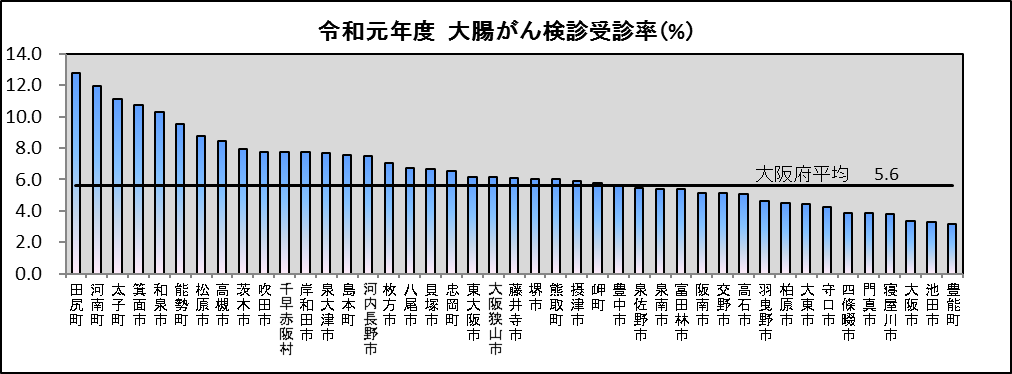 令和元年度 大腸がん検診受診率(%)
14.0
12.0
10.0
8.0
6.0
4.0
2.0
0.0
大阪府平均 5.6
田尻町
河南町
太子町
箕面市
和泉市
能勢町
松原市
高槻市
茨木市
吹田市
千早赤阪村
岸和田市
泉大津市
島本町
河内長野市
枚方市
八尾市
貝塚市
忠岡町
東大阪市
大阪狭山市
藤井寺市
堺市
熊取町
摂津市
岬町
豊中市
泉佐野市
泉南市
富田林市
阪南市
交野市
高石市
羽曳野市
柏原市
大東市
守口市
四條畷市
門真市
寝屋川市
大阪市
池田市
豊能町